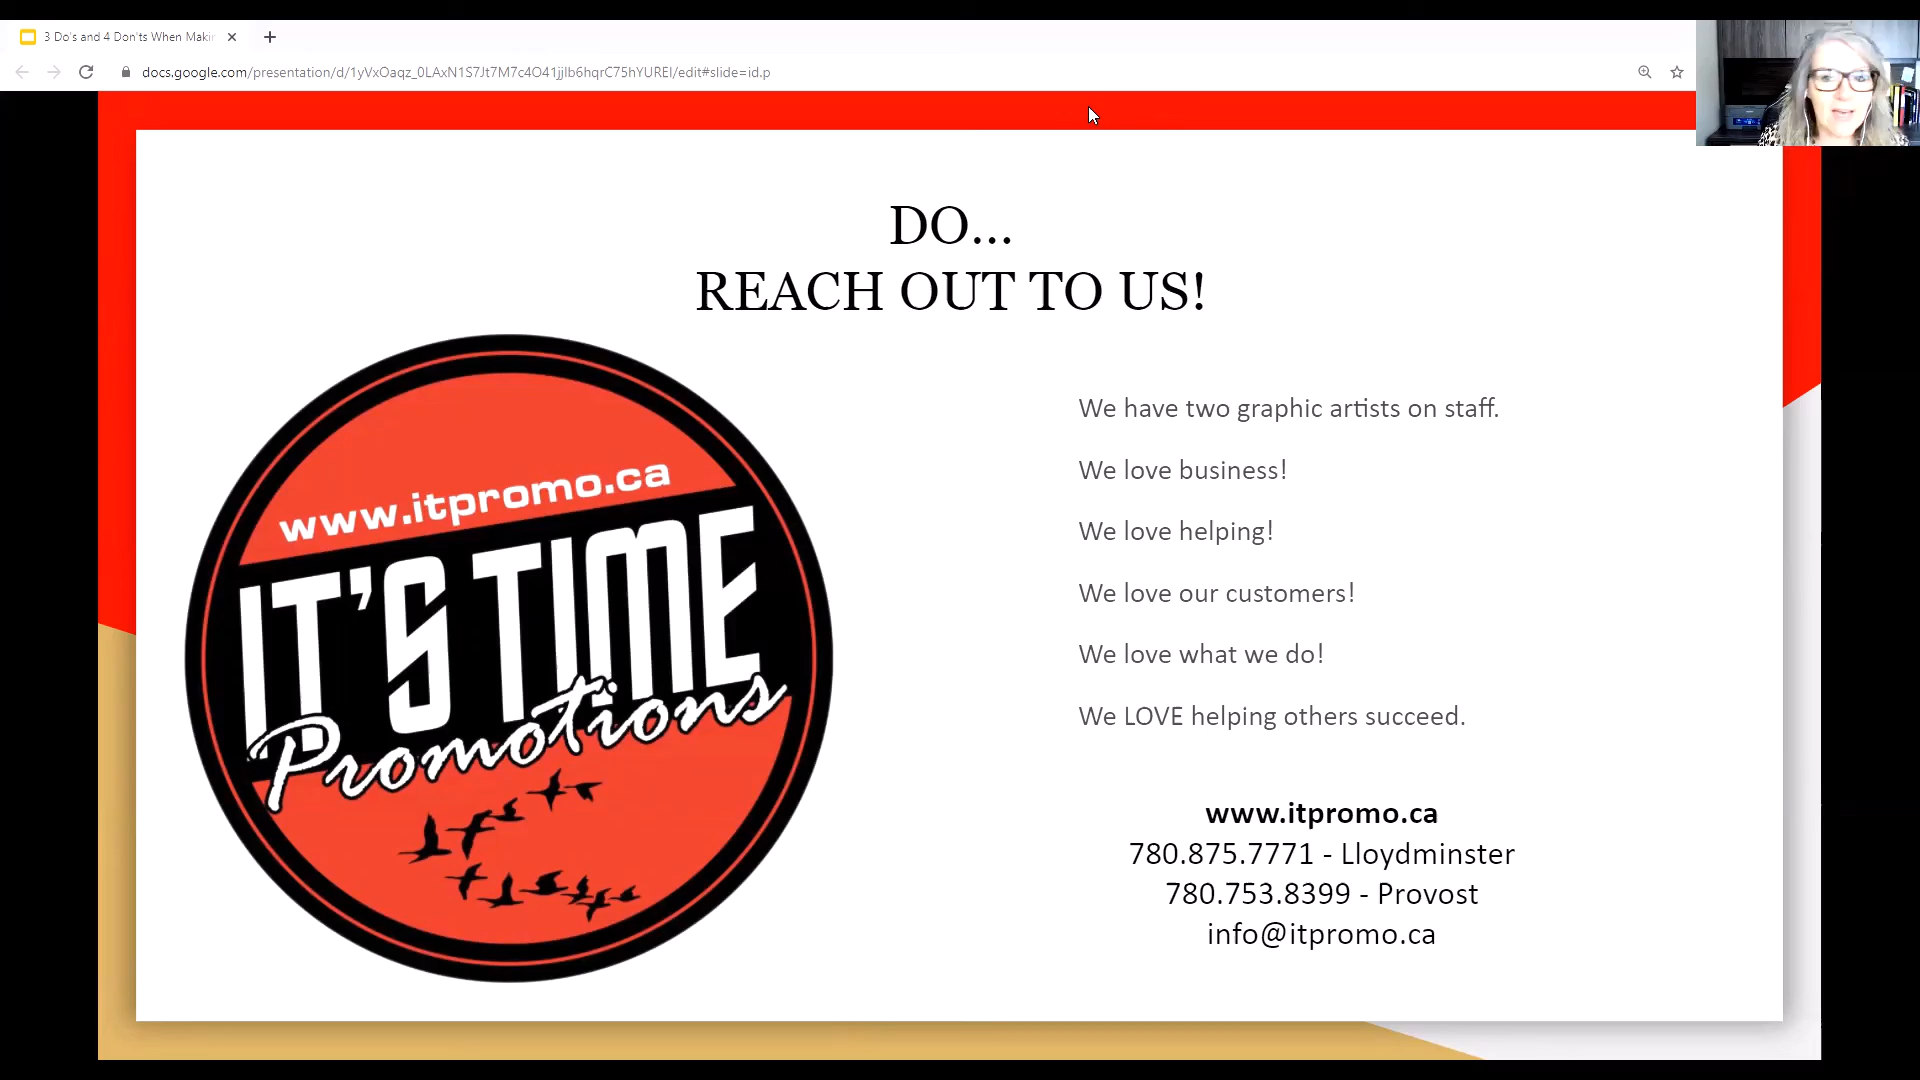 3 Do's and 4 Don'ts When Makin
docs.google.com/presentation/d/1yVxOaqz_0LAxN1S7Jt7M7c4O41jjlb6hqrC75hYUREI/edit#slide=id.p
DO...
REACH OUT TO US!
www.itpromo.ca
IT'S TIME
Promotions
We have two graphic artists on staff.
We love business!
We love helping!
We love our customers!
We love what we do!
We LOVE helping others succeed.
www.itpromo.ca
780.875.7771 - Lloydminster
780.753.8399 - Provost
info@itpromo.ca